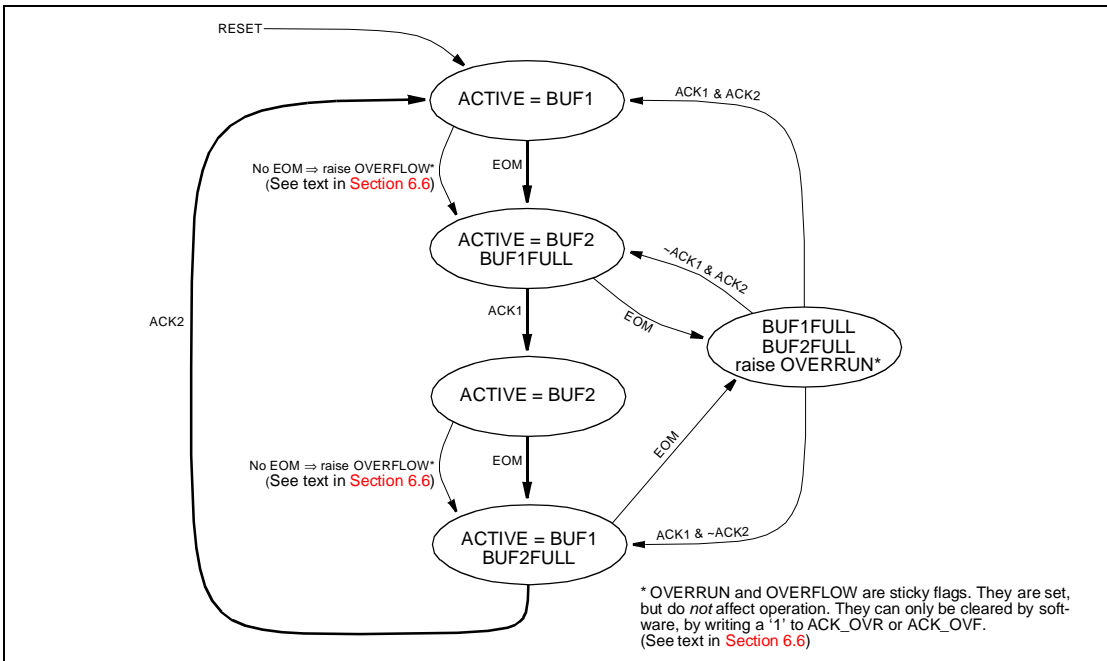 RESET
ACTIVE = BUF1
ACK1 & ACK2
No EOM ⇒ raise OVERFLOW*
(See text in Section 6.6)
EOM
ACTIVE = BUF2
BUF1FULL
~ACK1 & ACK2
ACK2
ACK1
EOM
BUF1FULL
BUF2FULL
raise OVERRUN*
ACTIVE = BUF2
EOM
No EOM ⇒ raise OVERFLOW*
(See text in Section 6.6)
EOM
ACTIVE = BUF1
BUF2FULL
ACK1 & ~ACK2
* OVERRUN and OVERFLOW are sticky flags. They are set,
but do not affect operation. They can only be cleared by soft-
ware, by writing a ‘1’ to ACK_OVR or ACK_OVF.
(See text in Section 6.6)